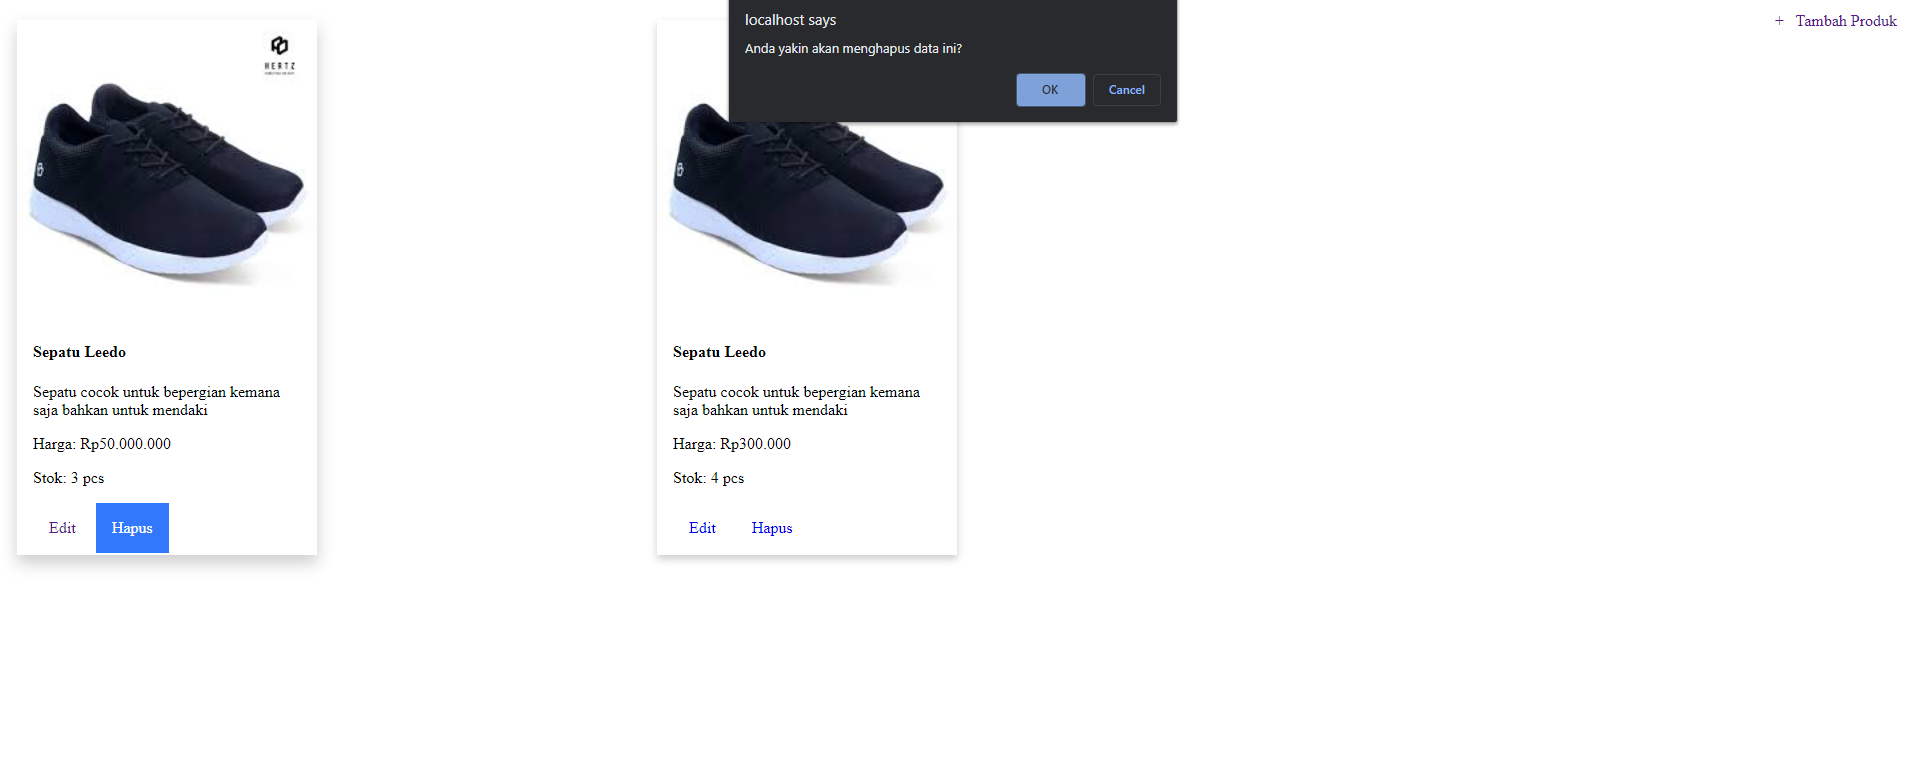 localhost says
Anda yakin akan menghapus data ini?
OK
Cancel
+ Tambah Produk
HERTZ
Sepatu Leedo
Sepatu cocok untuk bepergian kemana
saja bahkan untuk mendaki
Harga: Rp50.000.000
Stok: 3 pcs
Edit
Hapus
Sepatu Leedo
Sepatu cocok untuk bepergian kemana
saja bahkan untuk mendaki
Harga: Rp300.000
Stok: 4 pcs
Edit
Hapus